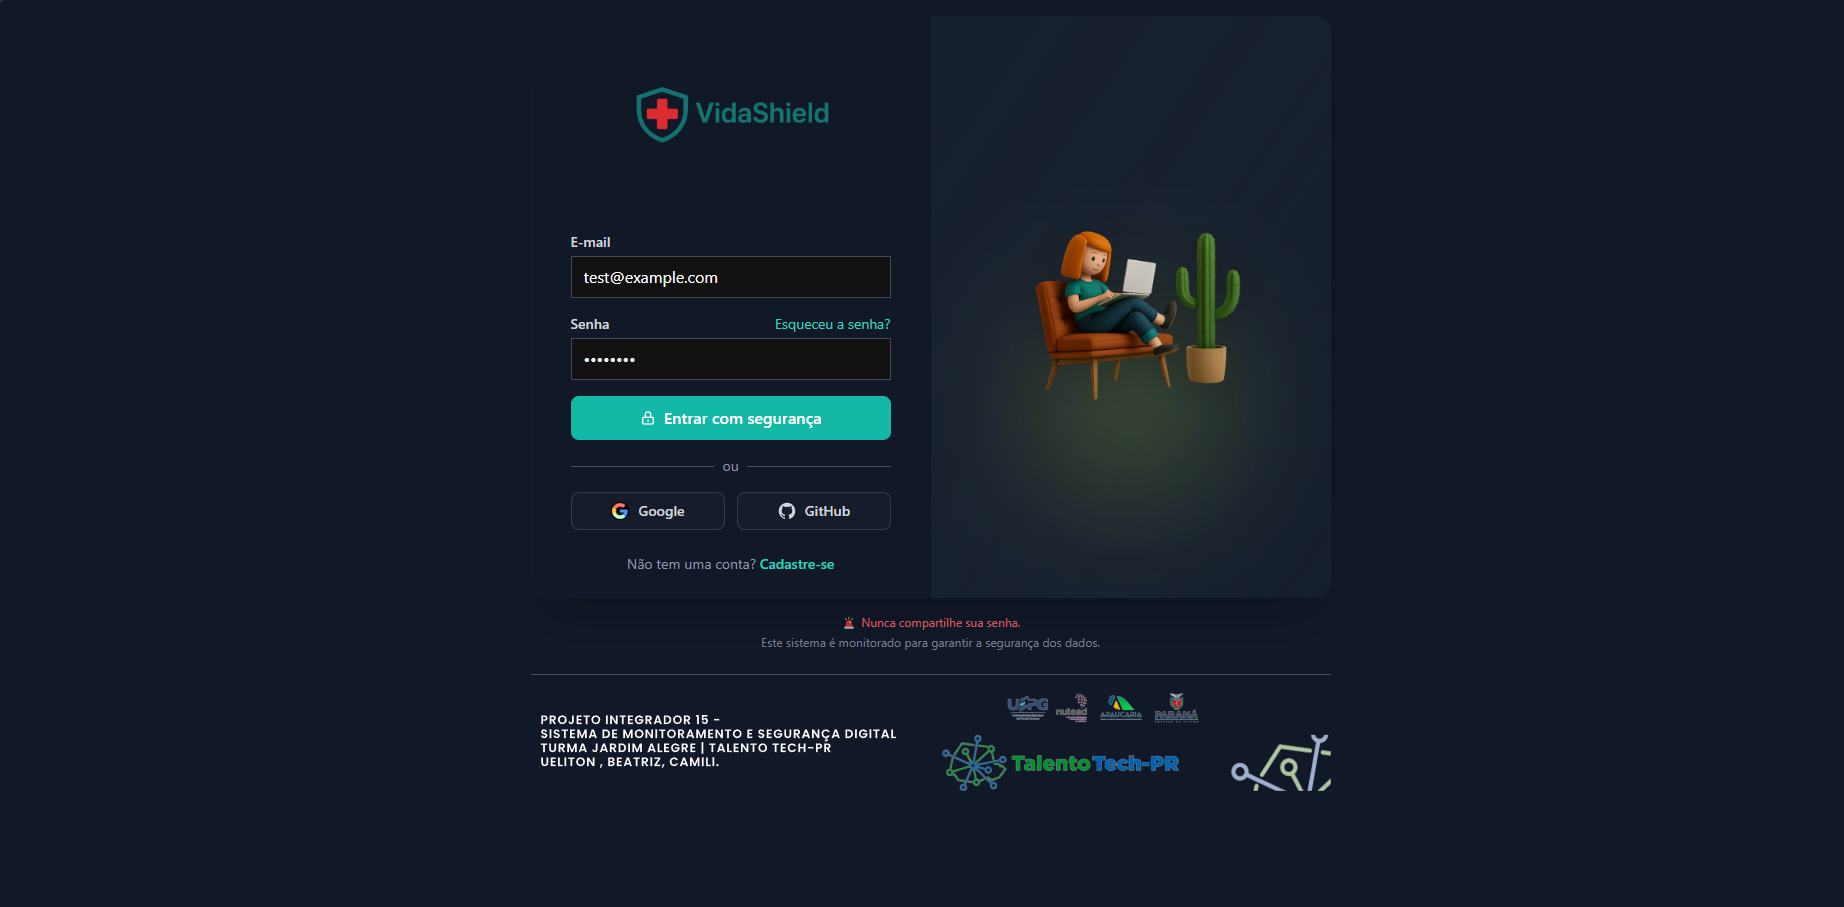 VidaShield
E-mail
test@example.com
Senha
Esqueceu a senha?
••••••••
Entrar com segurança
ou
Google
GitHub
Não tem uma conta? Cadastre-se
Nunca compartilhe sua senha.
Este sistema é monitorado para garantir a segurança dos dados.
PROJETO INTEGRADOR 15 -
SISTEMA DE MONITORAMENTO E SEGURANÇA DIGITAL
TURMA JARDIM ALEGRE | TALENTO TECH-PR
UELITON , BEATRIZ, CAMILI.
UEPG
nutead
ARAUCÁRIA
PARANÁ
TalentoTech-PR